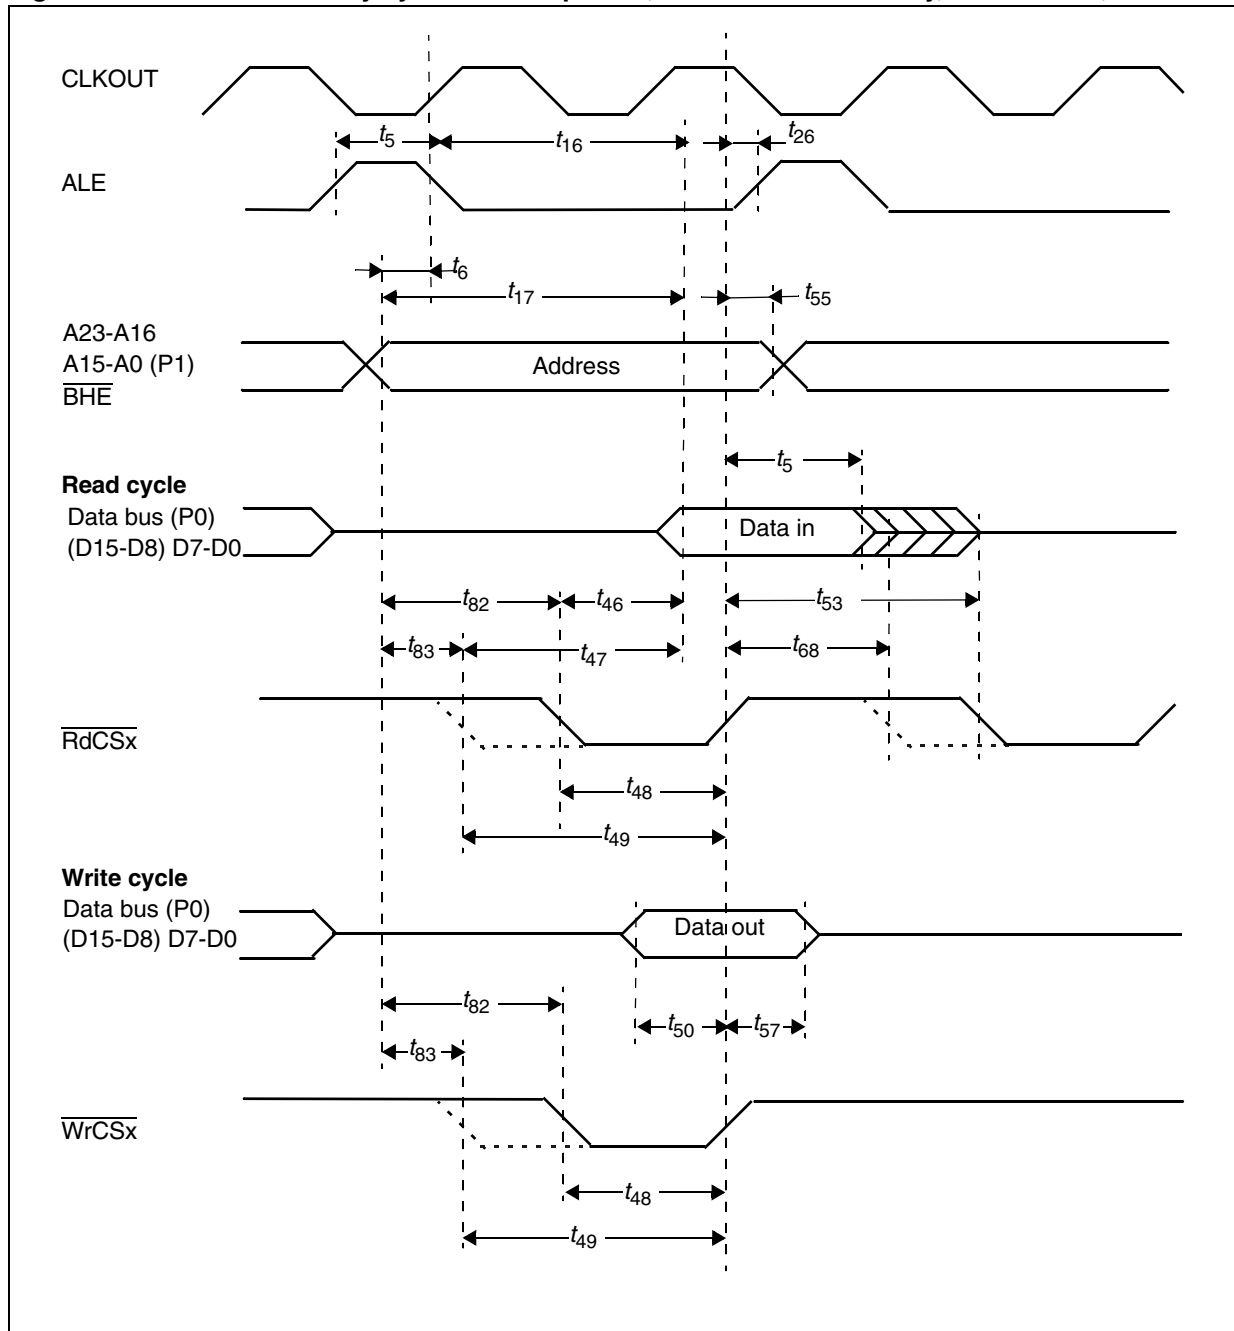 CLKOUT
t5
t16
t26
ALE
t6
t17
t55
A23-A16
A15-A0 (P1)
Address
BHE
t5
Read cycle
Data bus (P0)
Data in
(D15-D8) D7-D0
t82
t46
t53
t83
t47
t68
RdCSx
t48
t49
Write cycle
Data bus (P0)
Data out
(D15-D8) D7-D0
t82
t50
t57
t83
WrCSx
t48
t49